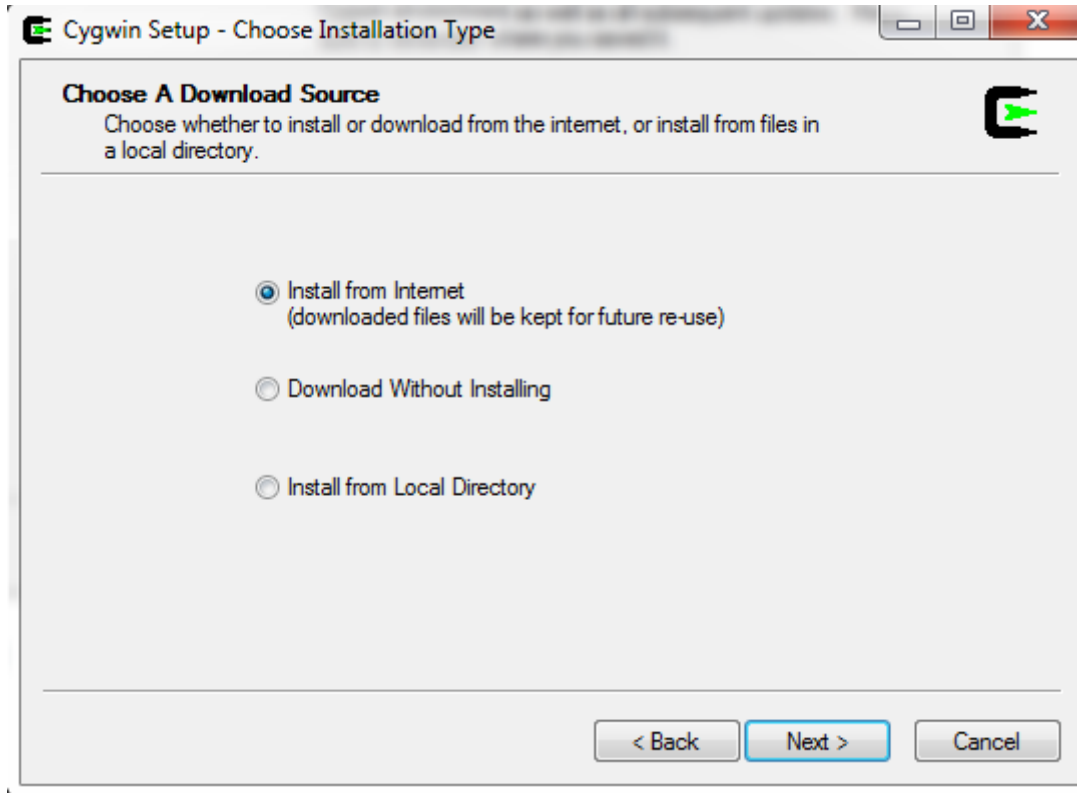 Cygwin Setup - Choose Installation Type
Choose A Download Source
Choose whether to install or download from the internet, or install from files in
a local directory.
Install from Internet
(downloaded files will be kept for future re-use)
Download Without Installing
Install from Local Directory
< Back
Next >
Cancel